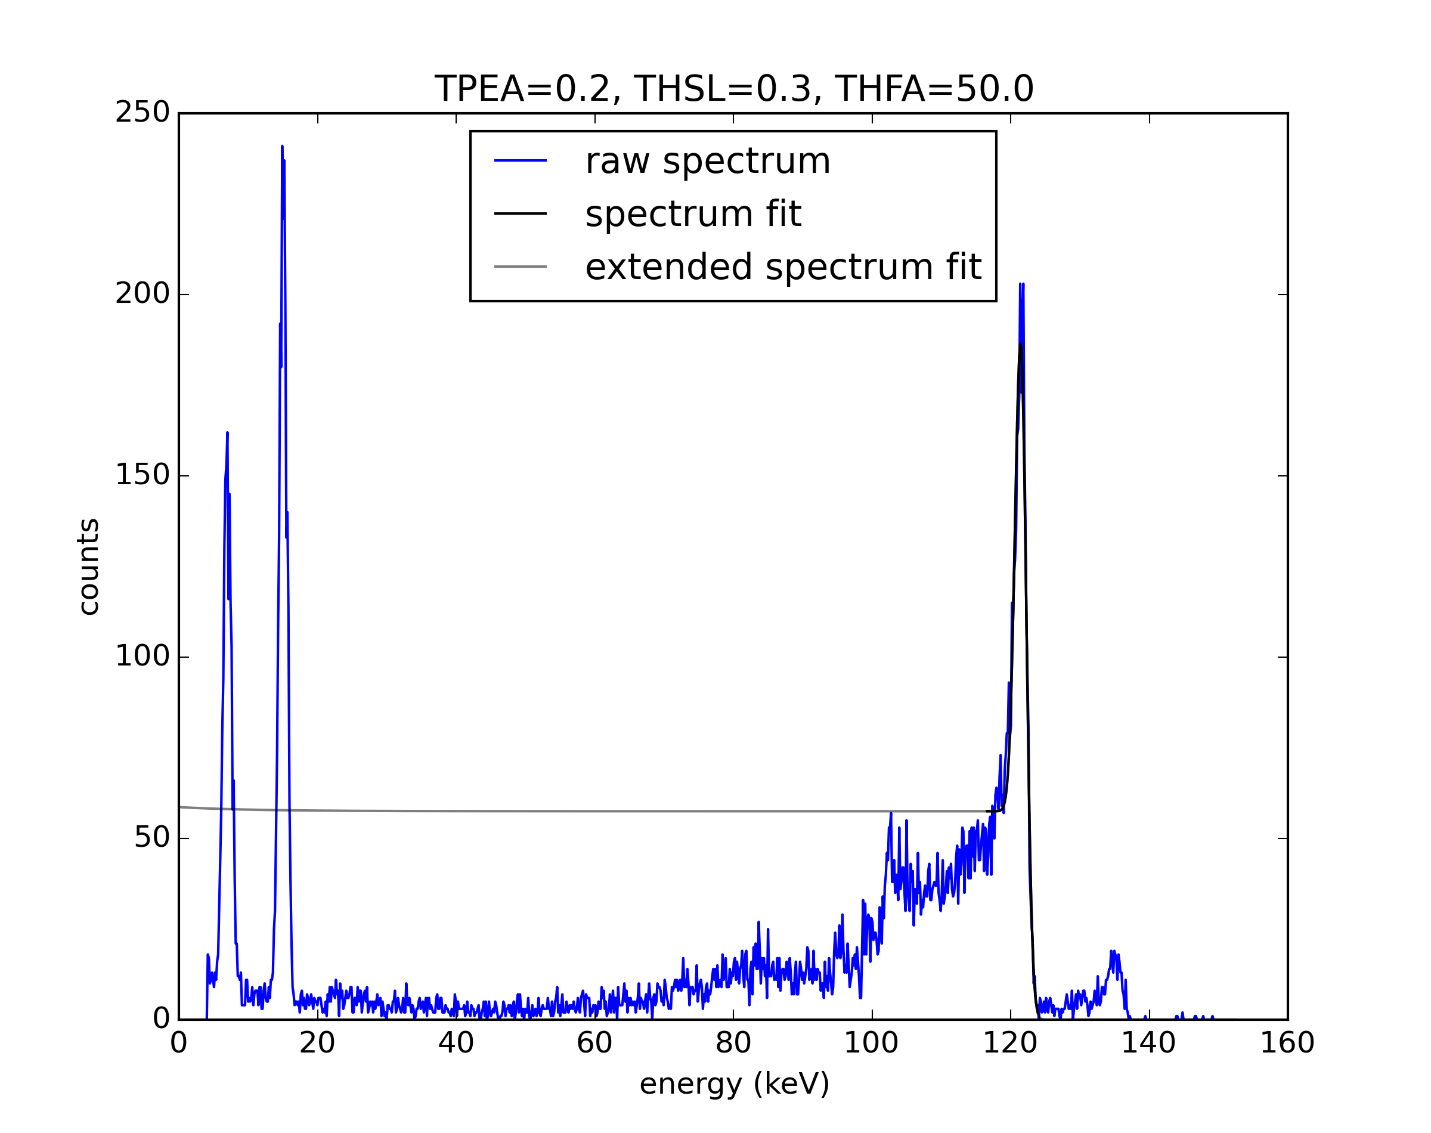 TPEA=0.2, THSL=0.3, THFA=50.0
250
200
150
100
50
0
counts
raw spectrum
spectrum fit
extended spectrum fit
0 20 40 60 80 100 120 140 160
energy (keV)